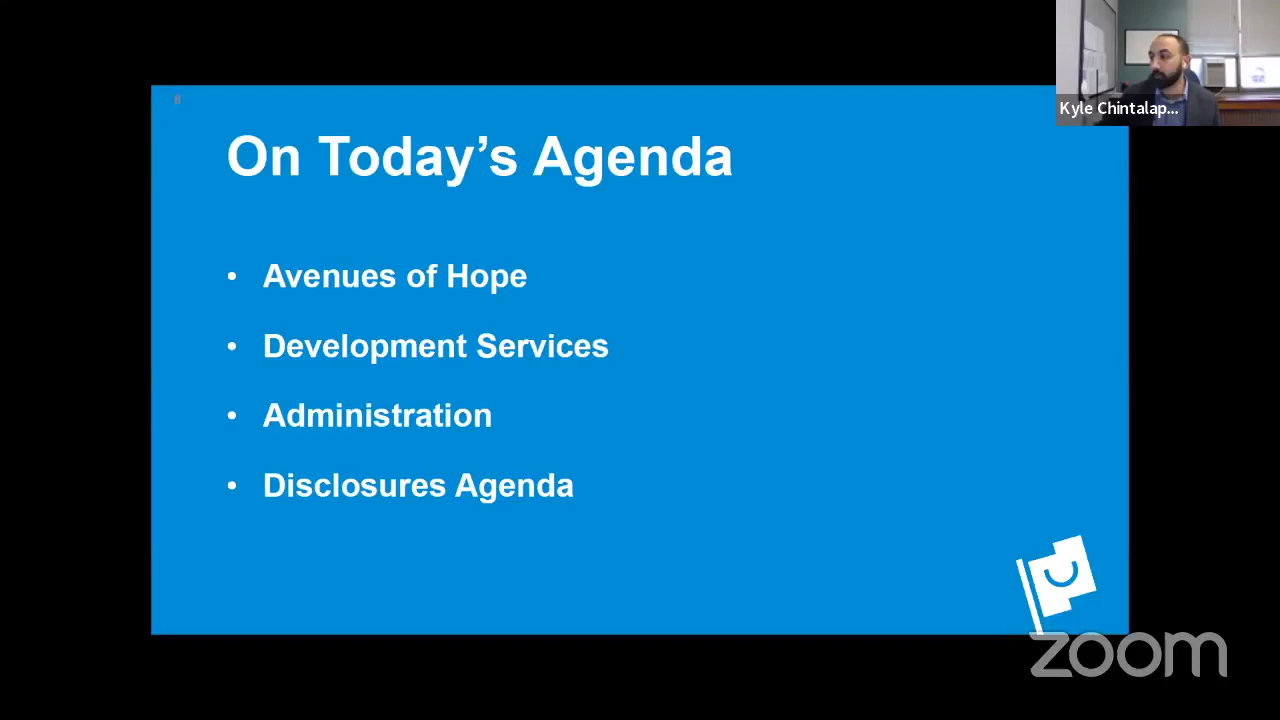 Kyle Chintalap...
On Today’s Agenda
• Avenues of Hope
• Development Services
• Administration
• Disclosures Agenda
zoom